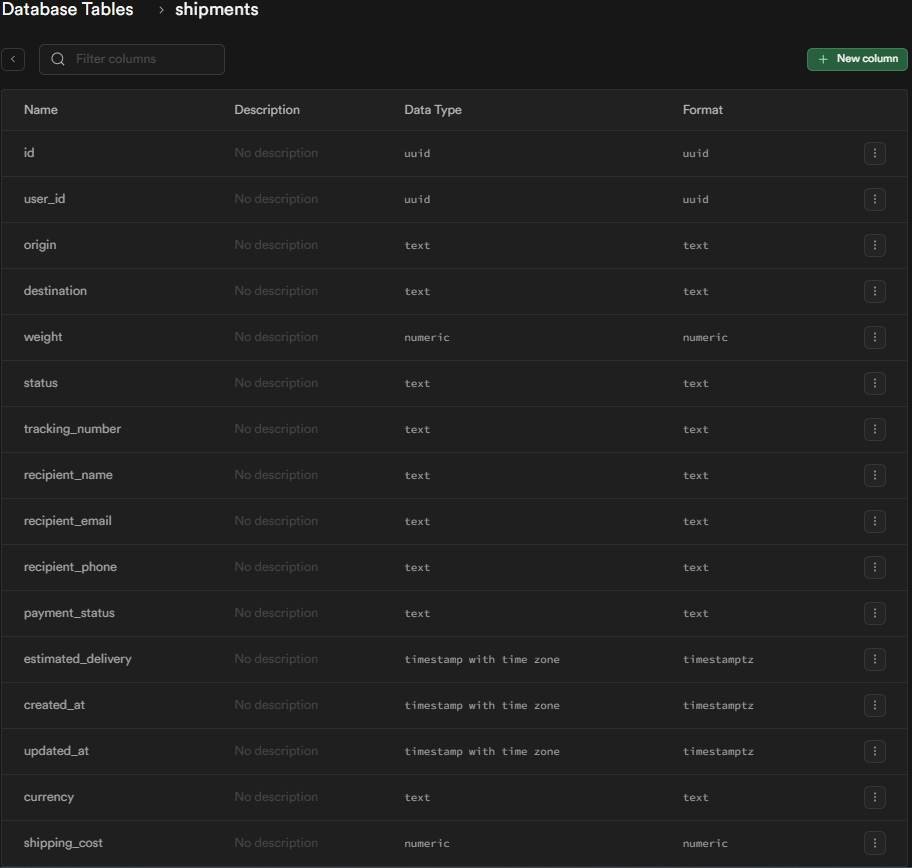 Database Tables > shipments
Filter columns
+ New column
Name Description Data Type Format
id No description uuid uuid
user_id No description uuid uuid
origin No description text text
destination No description text text
weight No description numeric numeric
status No description text text
tracking_number No description text text
recipient_name No description text text
recipient_email No description text text
recipient_phone No description text text
payment_status No description text text
estimated_delivery No description timestamp with time zone timestamptz
created_at No description timestamp with time zone timestamptz
updated_at No description timestamp with time zone timestamptz
currency No description text text
shipping_cost No description numeric numeric